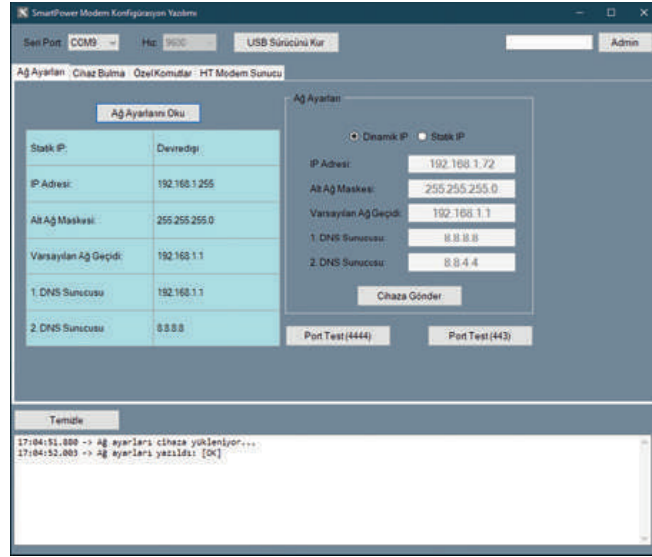 SmartPower Modem Konfigürasyon Yazılımı
Seri Port: COM9 Hız: 9600 USB Sürücünü Kur Admin
Ağ Ayarları Cihaz Bulma Özel Komutlar HT Modem Sunucu
Ağ Ayarlarını Oku
Statik IP: Devredışı
IP Adresi: 192.168.1.255
Alt Ağ Maskesi: 255.255.255.0
Varsayılan Ağ Geçidi: 192.168.1.1
1. DNS Sunucusu 192.168.1.1
2. DNS Sunucusu 8.8.8.8
Ağ Ayarları
Dinamik IP Statik IP
IP Adresi: 192.168.1.72
Alt Ağ Maskesi: 255.255.255.0
Varsayılan Ağ Geçidi: 192.168.1.1
1. DNS Sunucusu: 8.8.8.8
2. DNS Sunucusu: 8.8.4.4
Cihaza Gönder
Port Test (4444) Port Test (443)
Temizle
17:04:51.880 -> Ağ ayarları cihaza yükleniyor...
17:04:52.003 -> Ağ ayarları yazıldı: [OK]